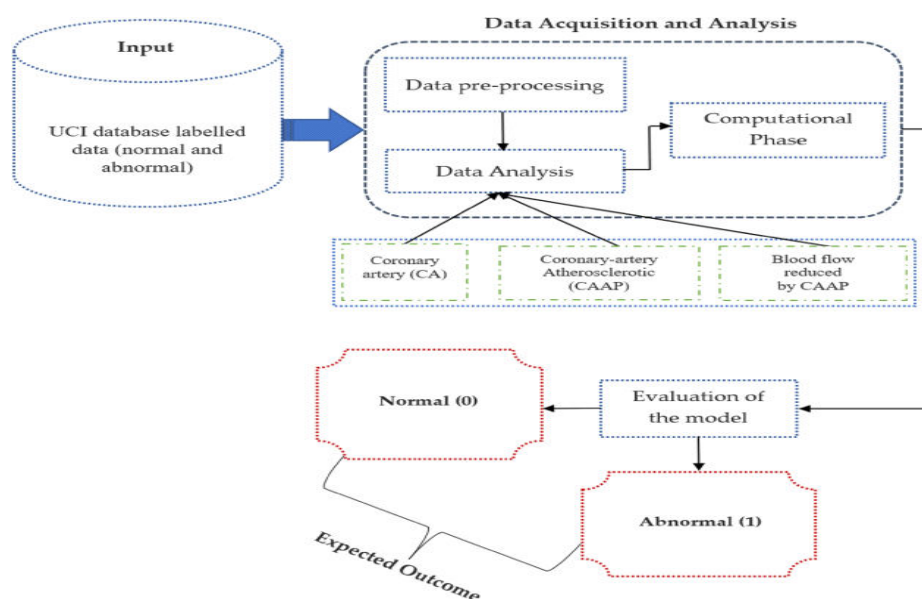 Data Acquisition and Analysis
Input
UCI database labelled
data (normal and
abnormal)
Data pre-processing
Computational
Phase
Data Analysis
Coronary
artery (CA)
Coronary-artery
Atherosclerotic
(CAAP)
Blood flow
reduced
by CAAP
Normal (0)
Evaluation of
the model
Abnormal (1)
Expected Outcome